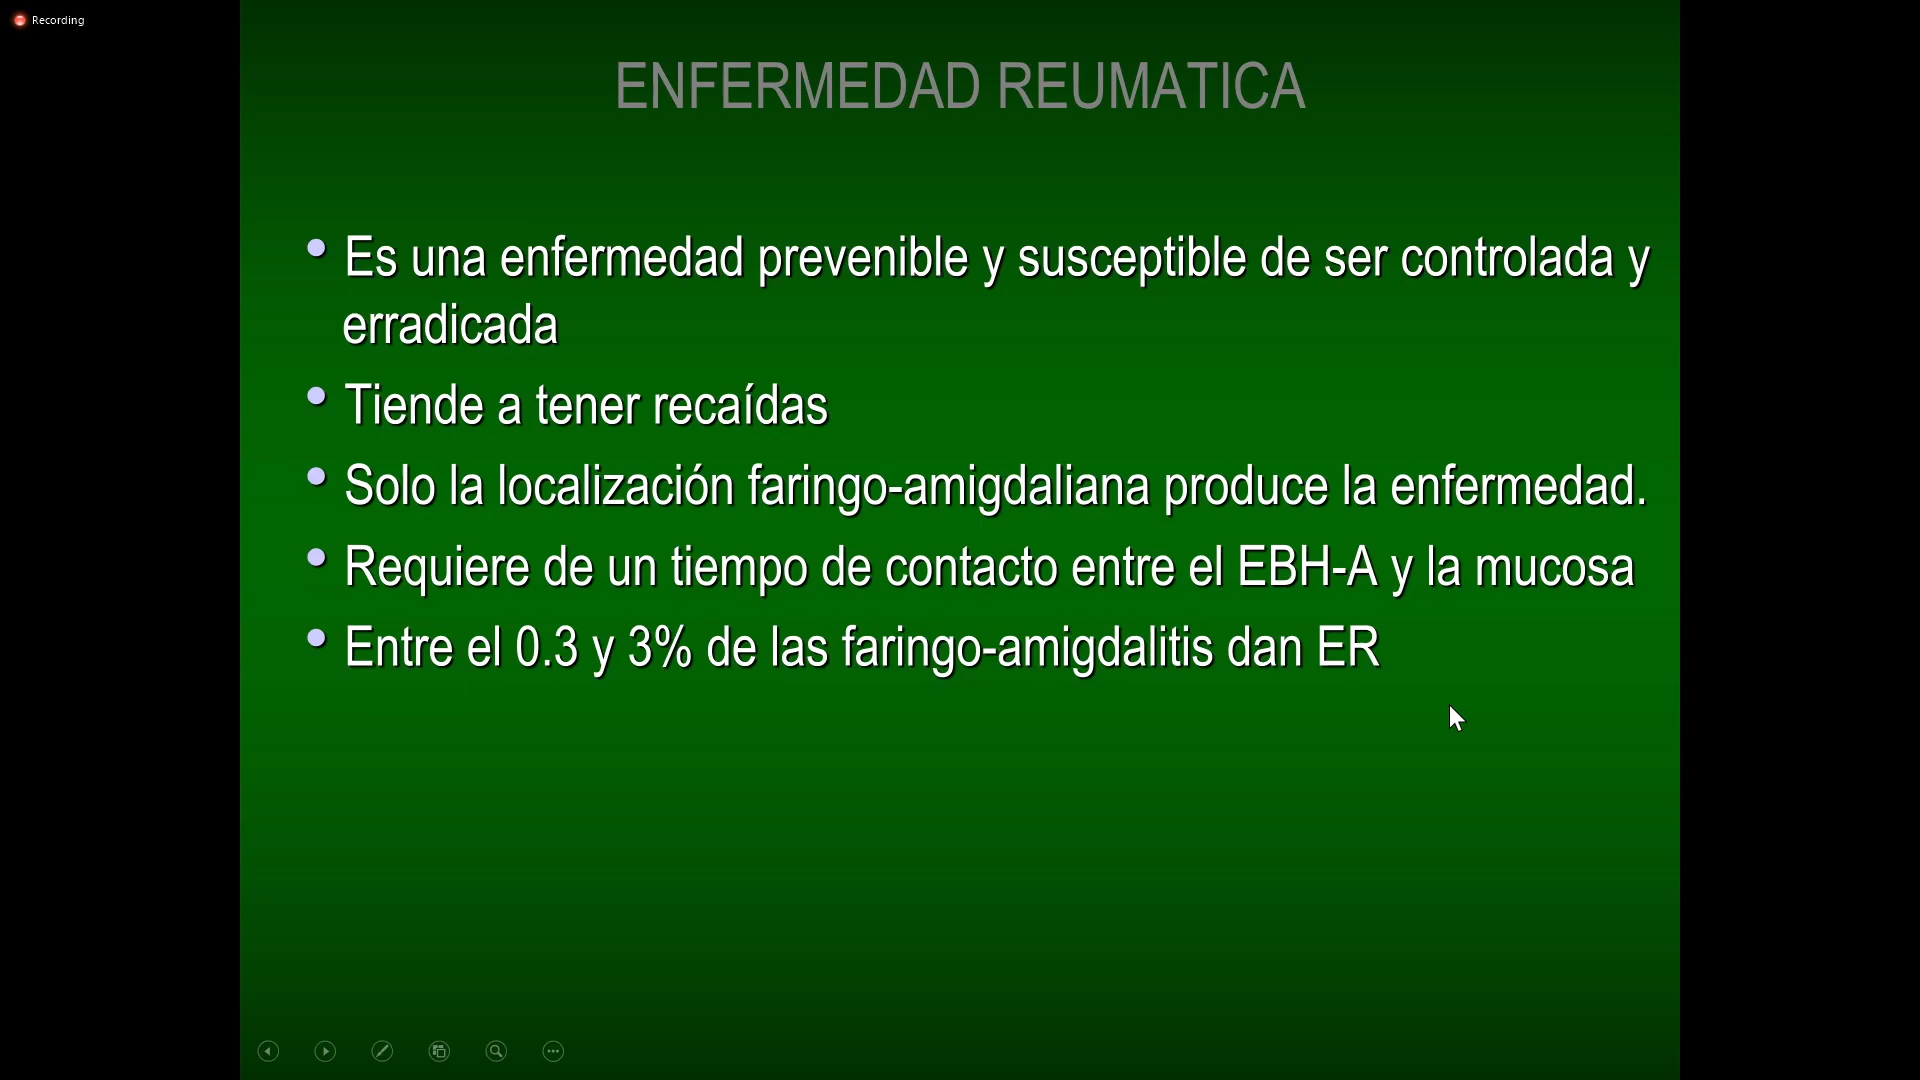 Recording
ENFERMEDAD REUMATICA
• Es una enfermedad prevenible y susceptible de ser controlada y
erradicada
• Tiende a tener recaídas
• Solo la localización faringo-amigdaliana produce la enfermedad.
• Requiere de un tiempo de contacto entre el EBH-A y la mucosa
• Entre el 0.3 y 3% de las faringo-amigdalitis dan ER